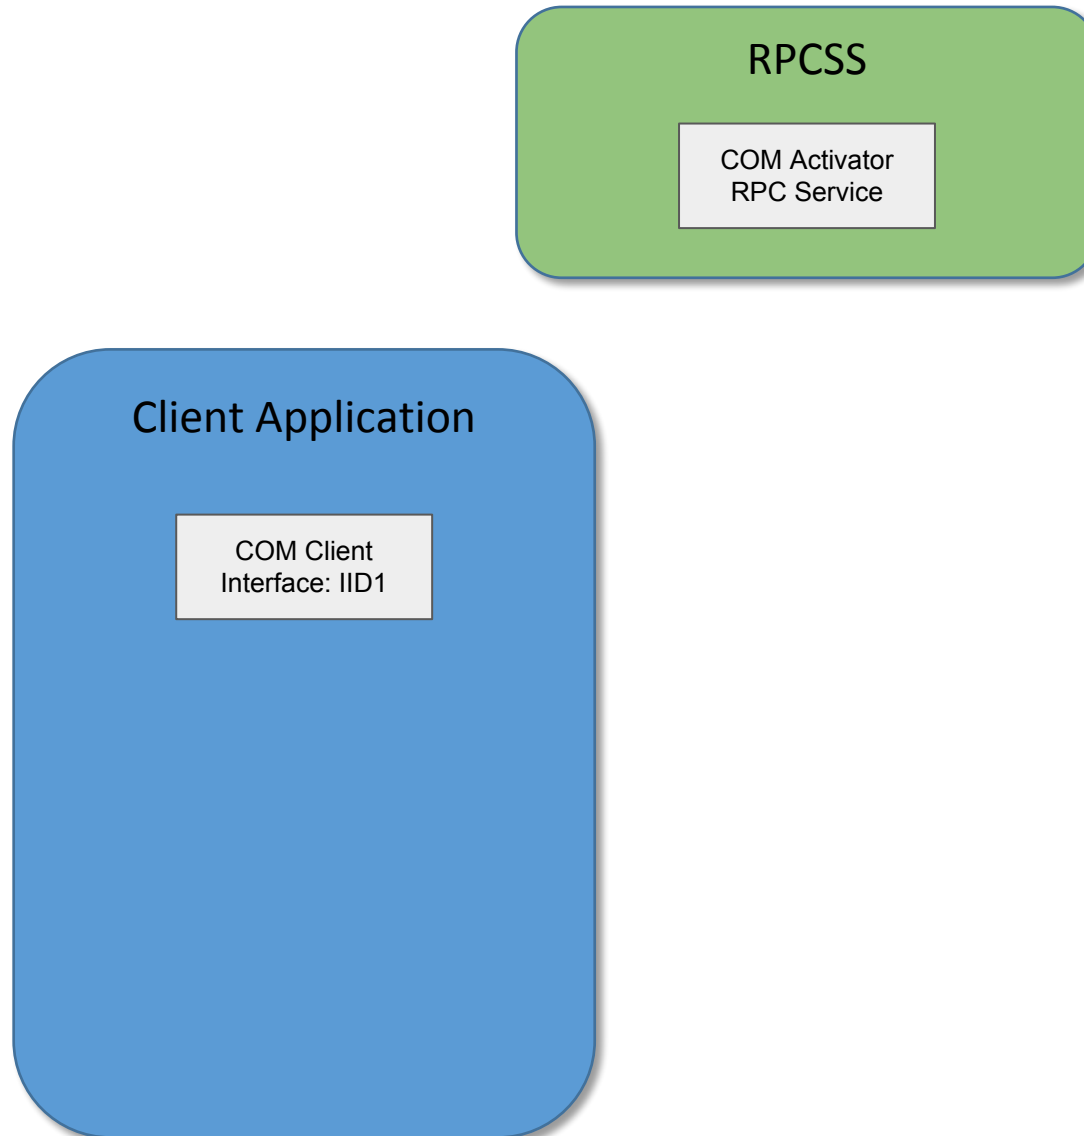 RPCSS
COM Activator
RPC Service
Client Application
COM Client
Interface: IID1